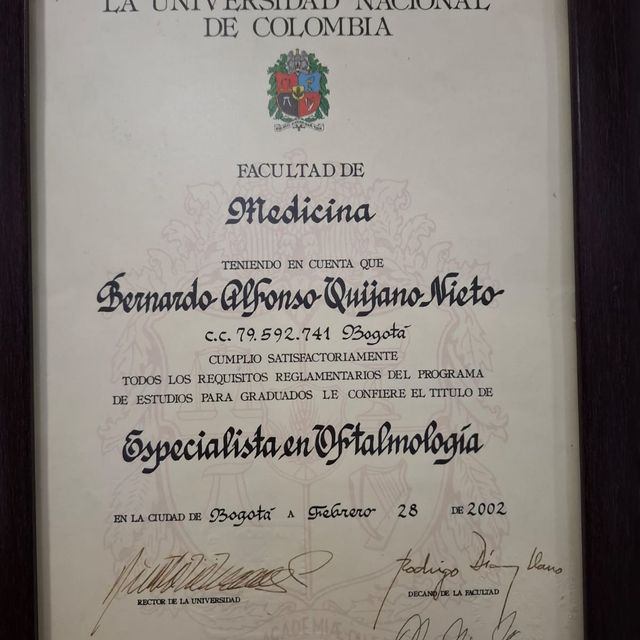 LA UNIVERSIDAD NACIONAL
DE COLOMBIA
FACULTAD DE
Medicina
TENIENDO EN CUENTA QUE
Bernardo Alfonso Quijano Nieto
c.c. 79.592.741 Bogotá
CUMPLIO SATISFACTORIAMENTE
TODOS LOS REQUISITOS REGLAMENTARIOS DEL PROGRAMA
DE ESTUDIOS PARA GRADUADOS LE CONFIERE EL TITULO DE
Especialista en Oftalmología
EN LA CIUDAD DE Bogotá A Febrero 28 DE 2002
Rodrigo Díaz Llano
RECTOR DE LA UNIVERSIDAD DECANO DE LA FACULTAD